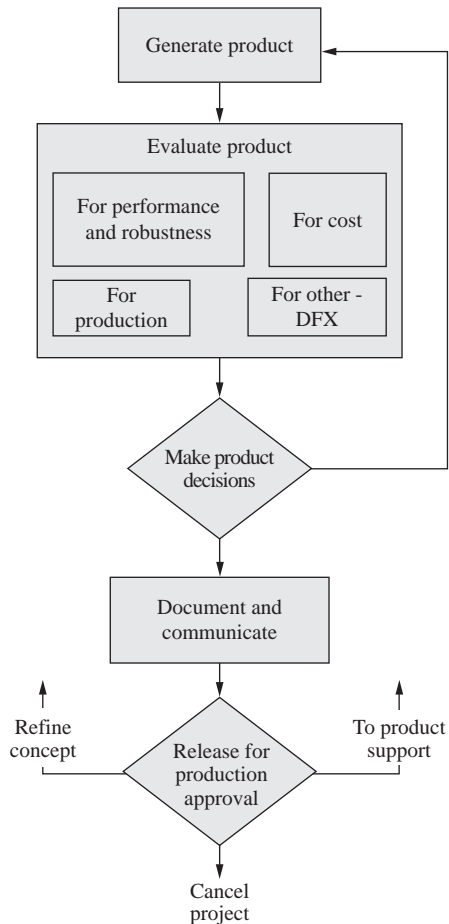 Generate product
Evaluate product
For performance
and robustness
For cost
For
production
For other -
DFX
Make product
decisions
Document and
communicate
Refine
concept
To product
support
Release for
production
approval
Cancel
project